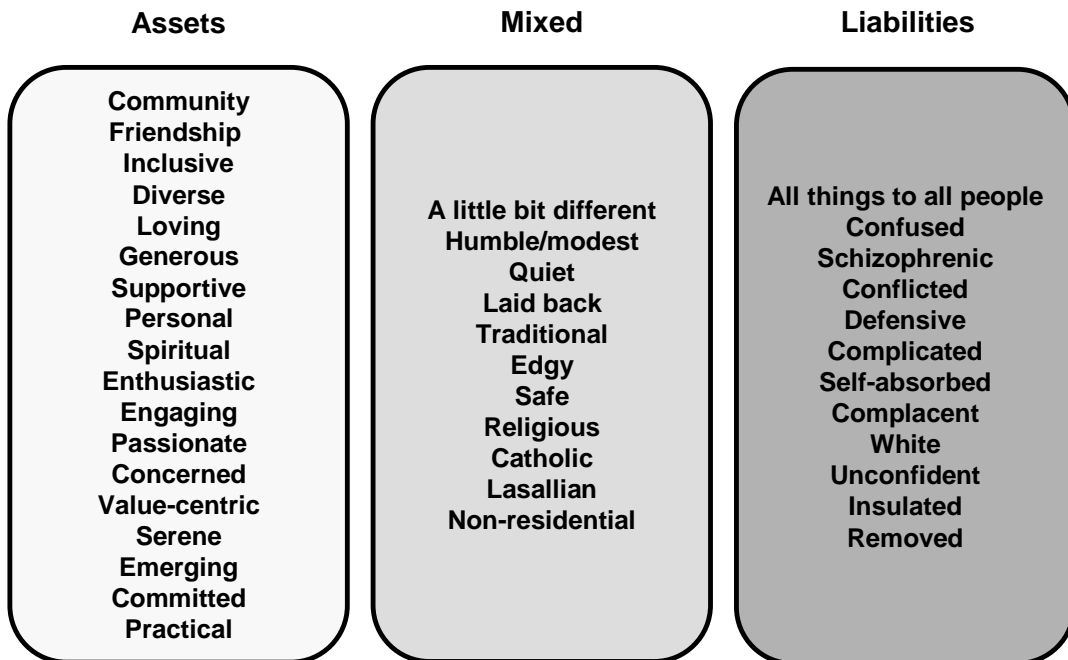 Assets
Mixed
Liabilities
Community
Friendship
Inclusive
Diverse
Loving
Generous
Supportive
Personal
Spiritual
Enthusiastic
Engaging
Passionate
Concerned
Value-centric
Serene
Emerging
Committed
Practical
A little bit different
Humble/modest
Quiet
Laid back
Traditional
Edgy
Safe
Religious
Catholic
Lasallian
Non-residential
All things to all people
Confused
Schizophrenic
Conflicted
Defensive
Complicated
Self-absorbed
Complacent
White
Unconfident
Insulated
Removed